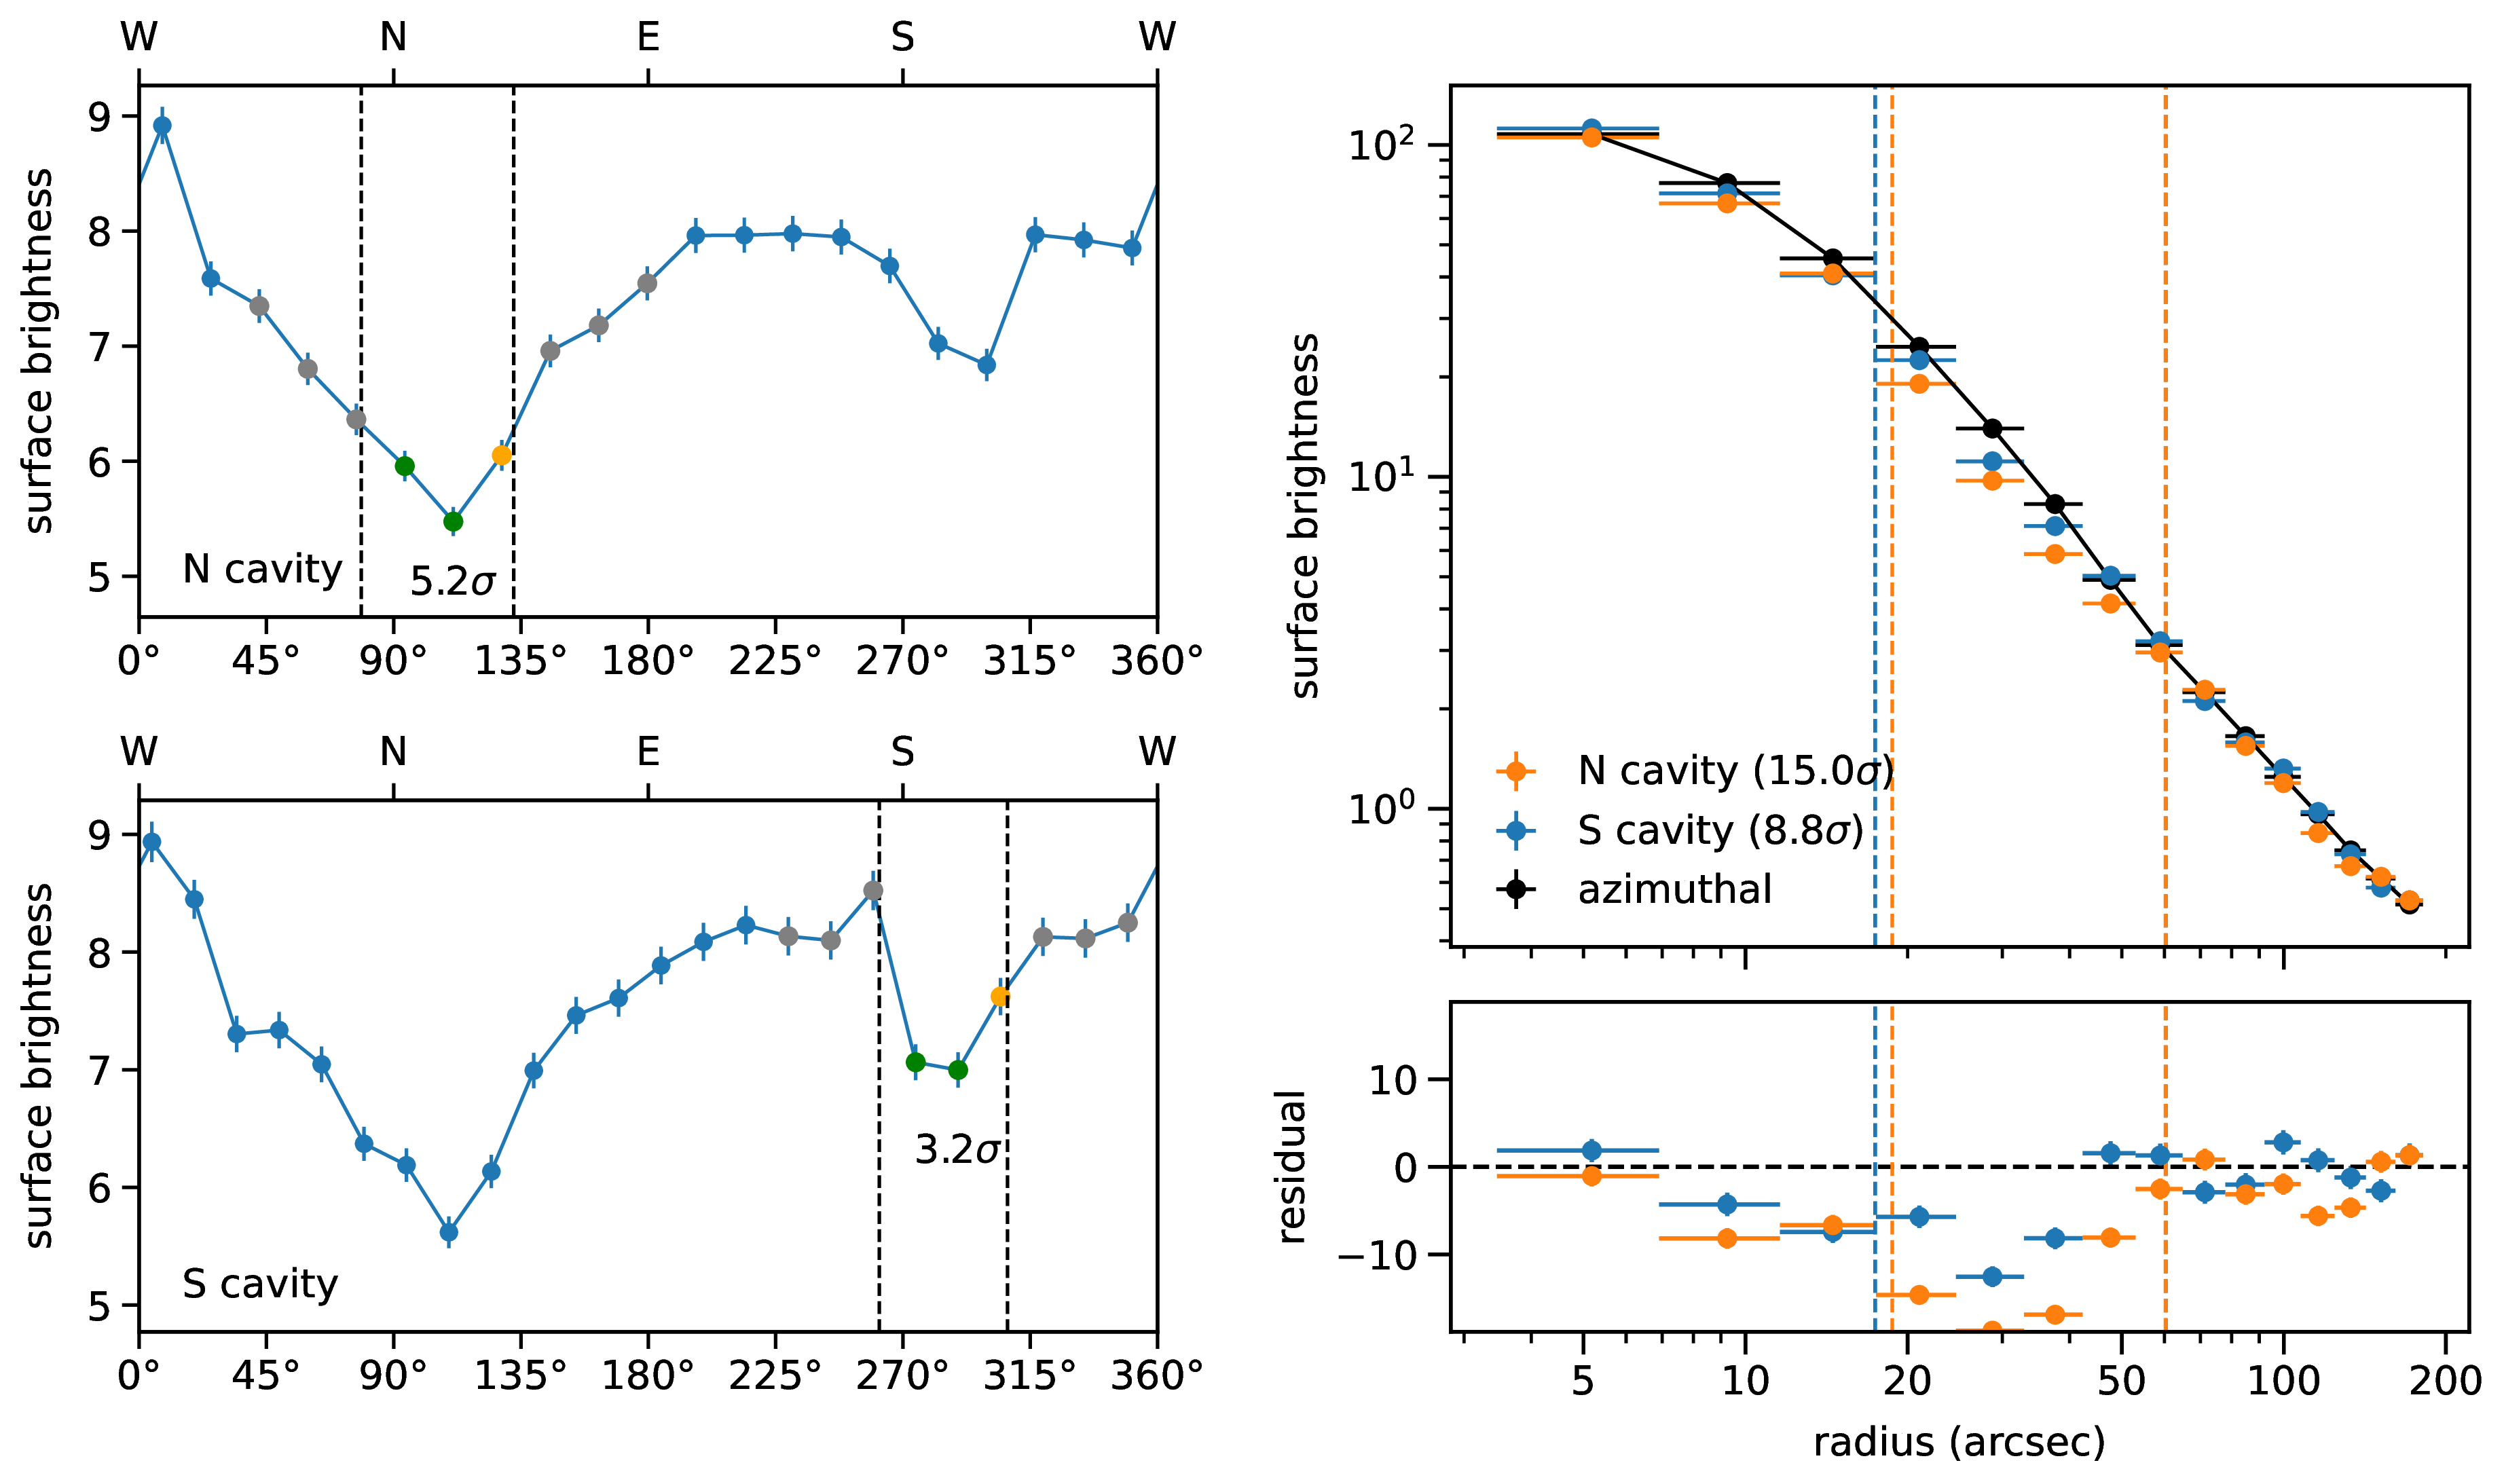 W N E S W
9
8
7
6
5
surface brightness
N cavity
5.2σ
0° 45° 90° 135° 180° 225° 270° 315° 360°
W N E S W
9
8
7
6
5
surface brightness
S cavity
3.2σ
0° 45° 90° 135° 180° 225° 270° 315° 360°
10²
10¹
10⁰
surface brightness
N cavity (15.0σ)
S cavity (8.8σ)
azimuthal
10
0
−10
residual
5 10 20 50 100 200
radius (arcsec)